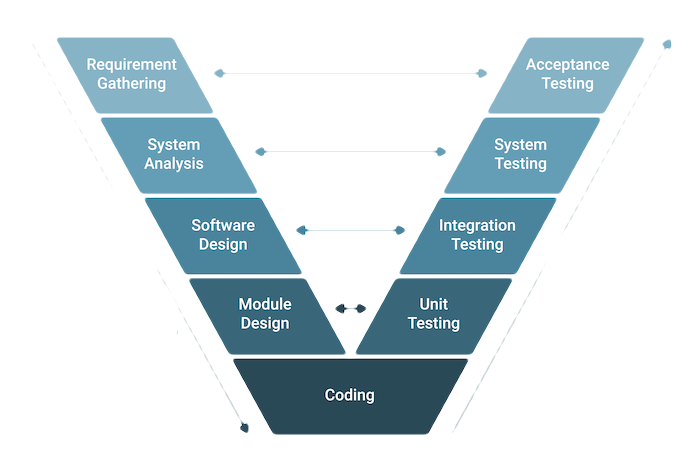 Requirement
Gathering
Acceptance
Testing
System
Analysis
System
Testing
Software
Design
Integration
Testing
Module
Design
Unit
Testing
Coding